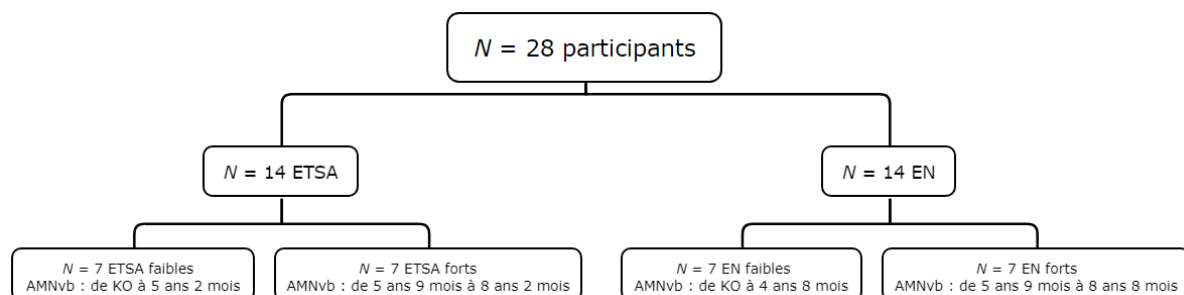 N = 28 participants
N = 14 ETSA
N = 14 EN
N = 7 ETSA faibles
AMNvb : de KO à 5 ans 2 mois
N = 7 ETSA forts
AMNvb : de 5 ans 9 mois à 8 ans 2 mois
N = 7 EN faibles
AMNvb : de KO à 4 ans 8 mois
N = 7 EN forts
AMNvb : de 5 ans 9 mois à 8 ans 8 mois